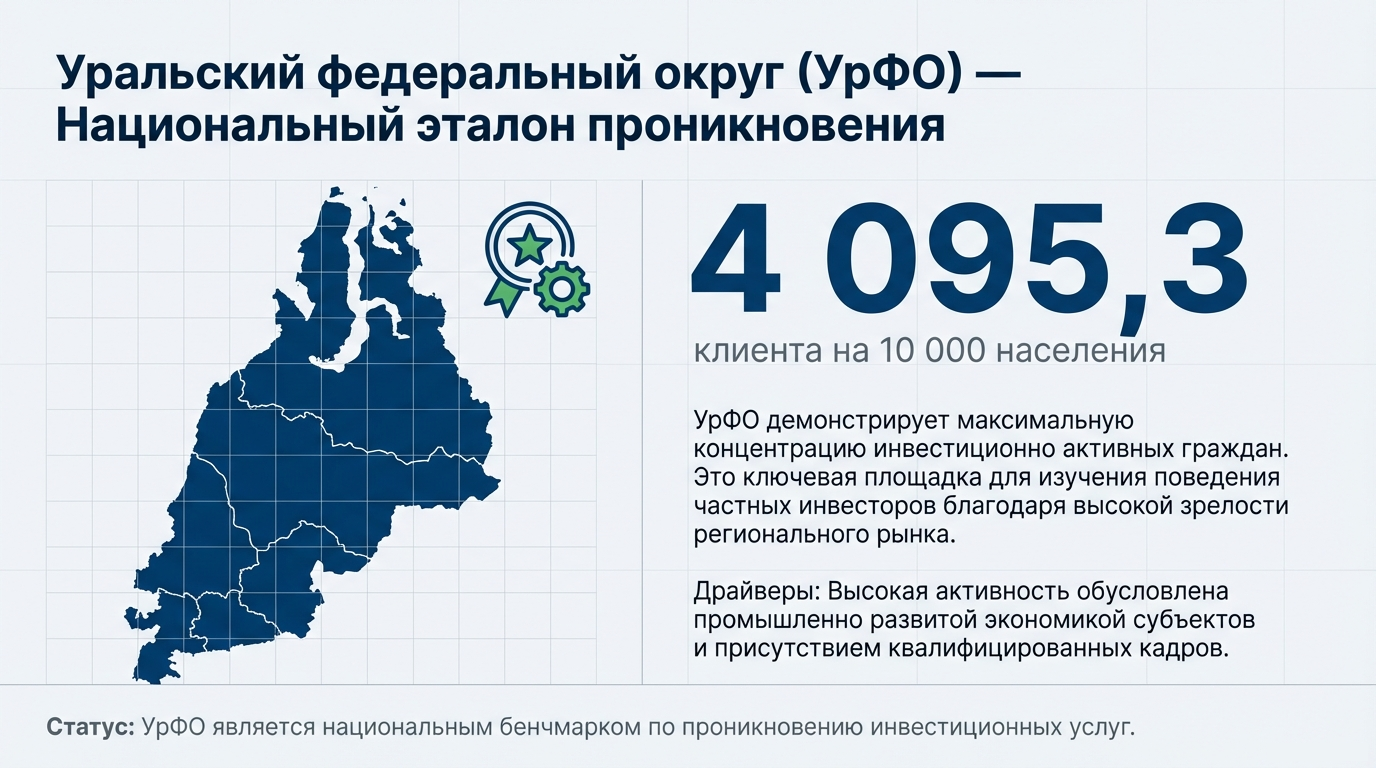 Уральский федеральный округ (УрФО) —
Национальный эталон проникновения
4 095,3
клиента на 10 000 населения
УрФО демонстрирует максимальную
концентрацию инвестиционно активных граждан.
Это ключевая площадка для изучения поведения
частных инвесторов благодаря высокой зрелости
регионального рынка.
Драйверы: Высокая активность обусловлена
промышленно развитой экономикой субъектов
и присутствием квалифицированных кадров.
Статус: УрФО является национальным бенчмарком по проникновению инвестиционных услуг.